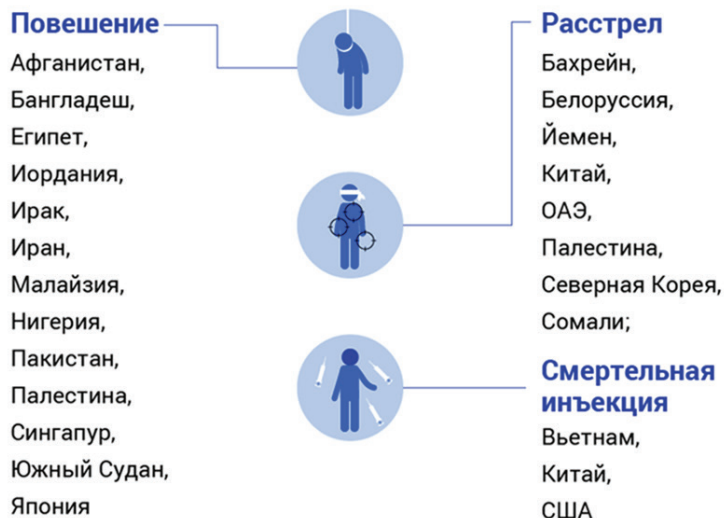 Повешение
Афганистан,
Бангладеш,
Египет,
Иордания,
Ирак,
Иран,
Малайзия,
Нигерия,
Пакистан,
Палестина,
Сингапур,
Южный Судан,
Япония
Расстрел
Бахрейн,
Белоруссия,
Йемен,
Китай,
ОАЭ,
Палестина,
Северная Корея,
Сомали;
Смертельная
инъекция
Вьетнам,
Китай,
США